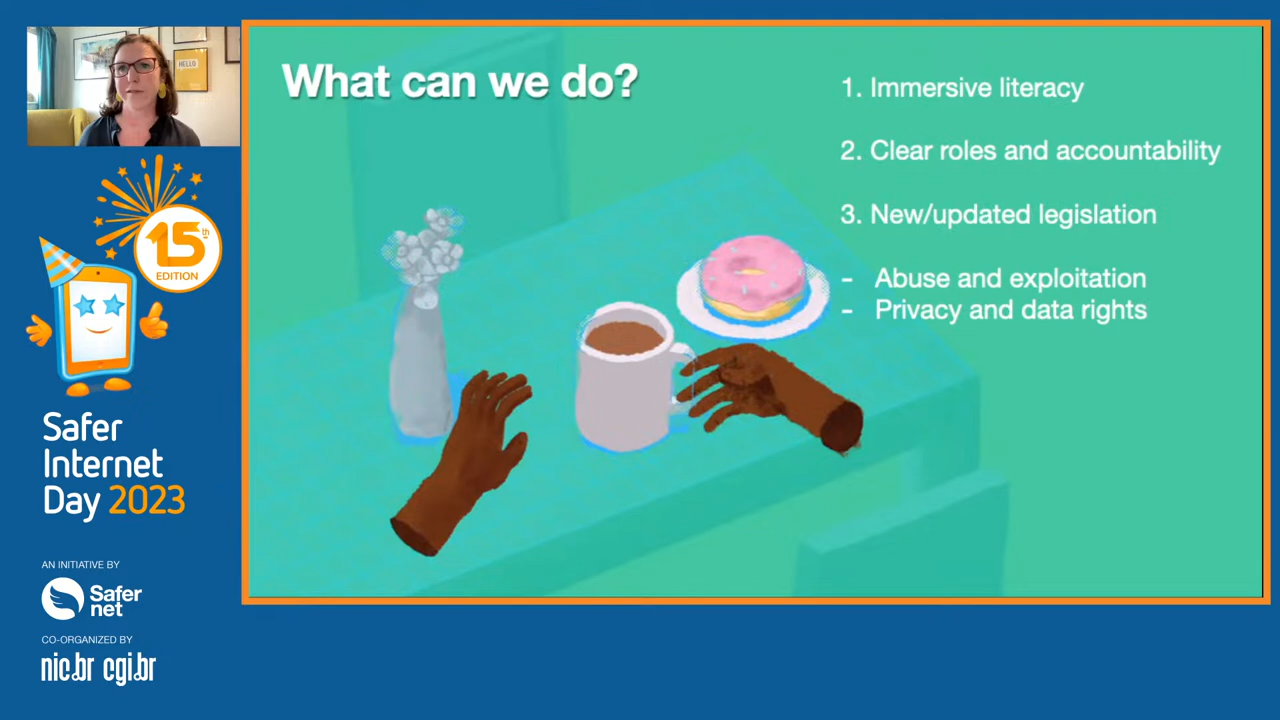 HELLO.
What can we do?
1. Immersive literacy
2. Clear roles and accountability
3. New/updated legislation
- Abuse and exploitation
- Privacy and data rights
15th
EDITION
Safer
Internet
Day 2023
AN INITIATIVE BY
Safer
net
CO-ORGANIZED BY
nic.br cgi.br